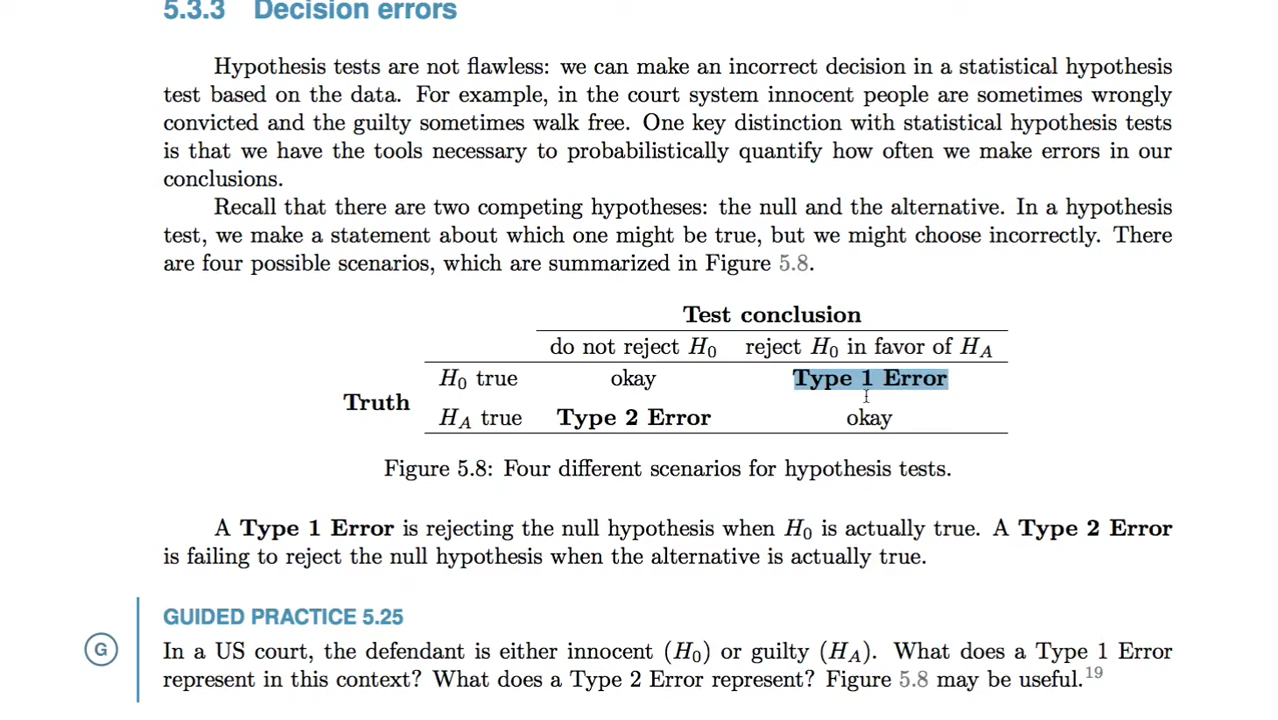 5.3.3 Decision errors
Hypothesis tests are not flawless: we can make an incorrect decision in a statistical hypothesis
test based on the data. For example, in the court system innocent people are sometimes wrongly
convicted and the guilty sometimes walk free. One key distinction with statistical hypothesis tests
is that we have the tools necessary to probabilistically quantify how often we make errors in our
conclusions.
Recall that there are two competing hypotheses: the null and the alternative. In a hypothesis
test, we make a statement about which one might be true, but we might choose incorrectly. There
are four possible scenarios, which are summarized in Figure 5.8.
Test conclusion
do not reject H₀ reject H₀ in favor of H_A
H₀ true okay Type 1 Error
Truth
H_A true Type 2 Error okay
Figure 5.8: Four different scenarios for hypothesis tests.
A Type 1 Error is rejecting the null hypothesis when H₀ is actually true. A Type 2 Error
is failing to reject the null hypothesis when the alternative is actually true.
GUIDED PRACTICE 5.25
G
In a US court, the defendant is either innocent (H₀) or guilty (H_A). What does a Type 1 Error
represent in this context? What does a Type 2 Error represent? Figure 5.8 may be useful.¹⁹